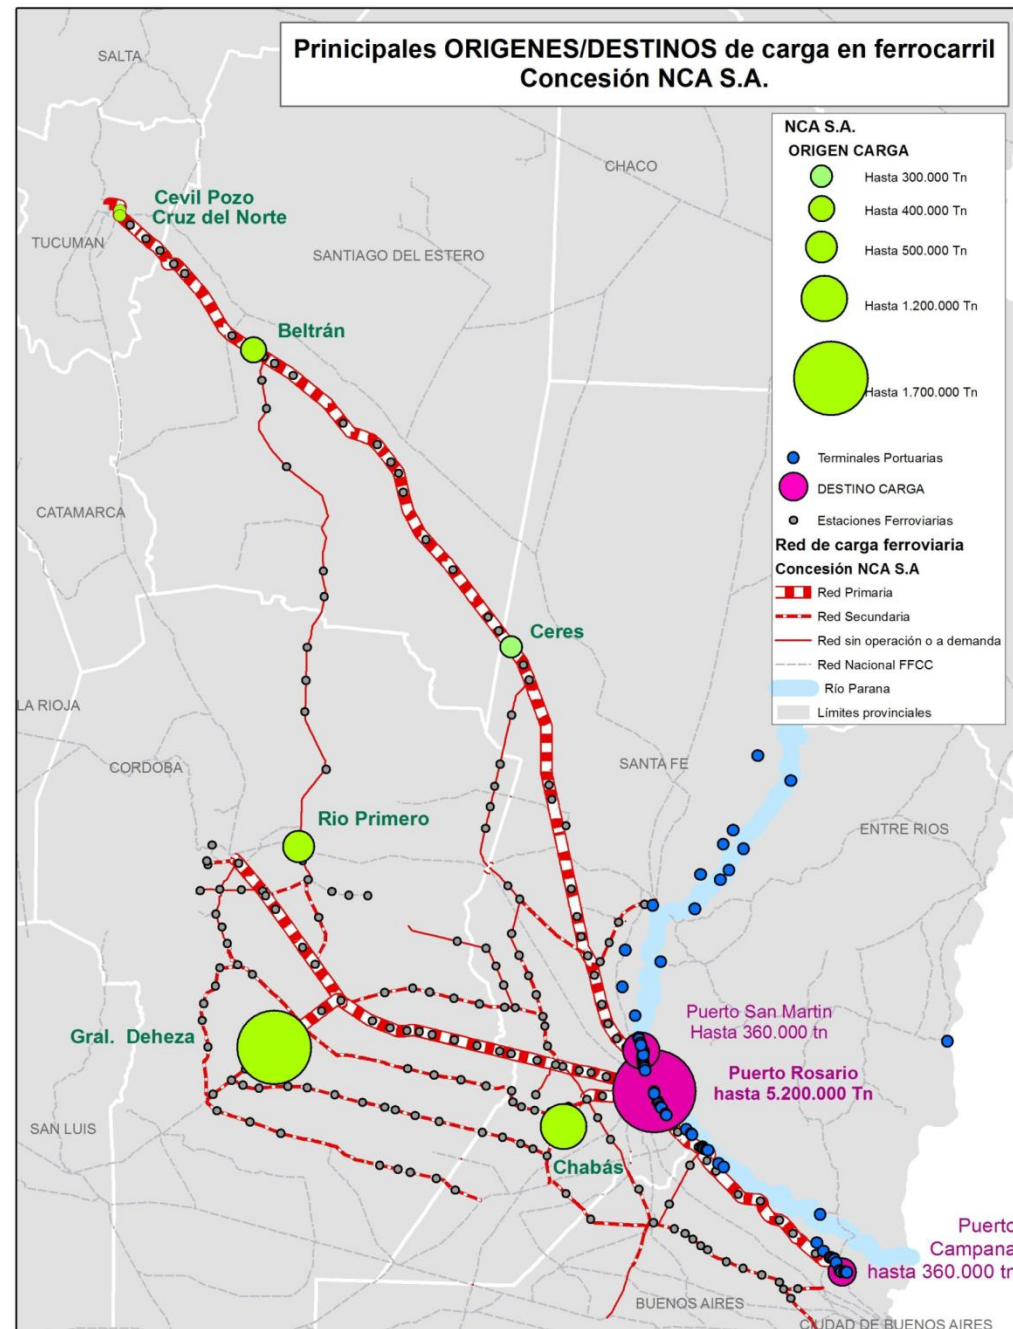 Prinicipales ORIGENES/DESTINOS de carga en ferrocarril
Concesión NCA S.A.
NCA S.A.
ORIGEN CARGA
Hasta 300.000 Tn
Hasta 400.000 Tn
Hasta 500.000 Tn
Hasta 1.200.000 Tn
Hasta 1.700.000 Tn
Terminales Portuarias
DESTINO CARGA
Estaciones Ferroviarias
Red de carga ferroviaria
Concesión NCA S.A
Red Primaria
Red Secundaria
Red sin operación o a demanda
Red Nacional FFCC
Río Parana
Límites provinciales
SALTA
CHACO
Cevil Pozo
Cruz del Norte
TUCUMAN
SANTIAGO DEL ESTERO
Beltrán
CATAMARCA
Ceres
LA RIOJA
CORDOBA
SANTA FE
Rio Primero
ENTRE RIOS
Puerto San Martin
Hasta 360.000 tn
Gral. Deheza
Puerto Rosario
hasta 5.200.000 Tn
SAN LUIS
Chabás
Puerto
Campana
hasta 360.000 tn
BUENOS AIRES
CIUDAD DE BUENOS AIRES